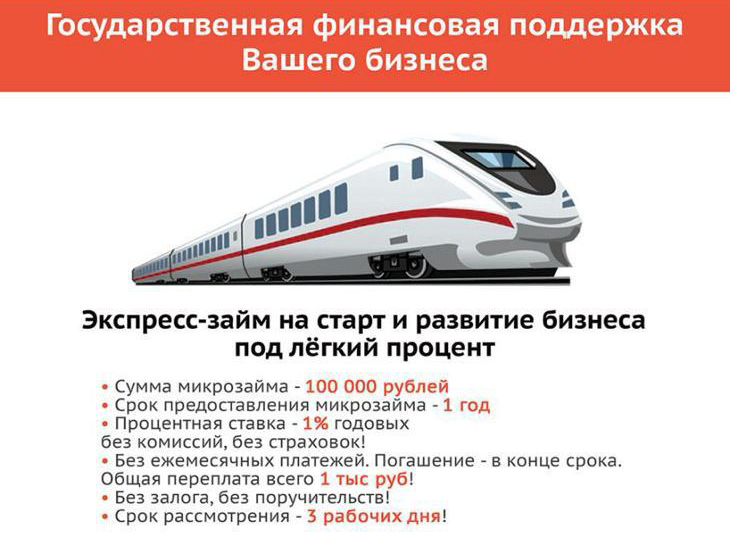 Государственная финансовая поддержка
Вашего бизнеса
Экспресс-займ на старт и развитие бизнеса
под лёгкий процент
• Сумма микрозайма - 100 000 рублей
• Срок предоставления микрозайма - 1 год
• Процентная ставка - 1% годовых
без комиссий, без страховок!
• Без ежемесячных платежей. Погашение - в конце срока.
Общая переплата всего 1 тыс руб!
• Без залога, без поручительств!
• Срок рассмотрения - 3 рабочих дня!